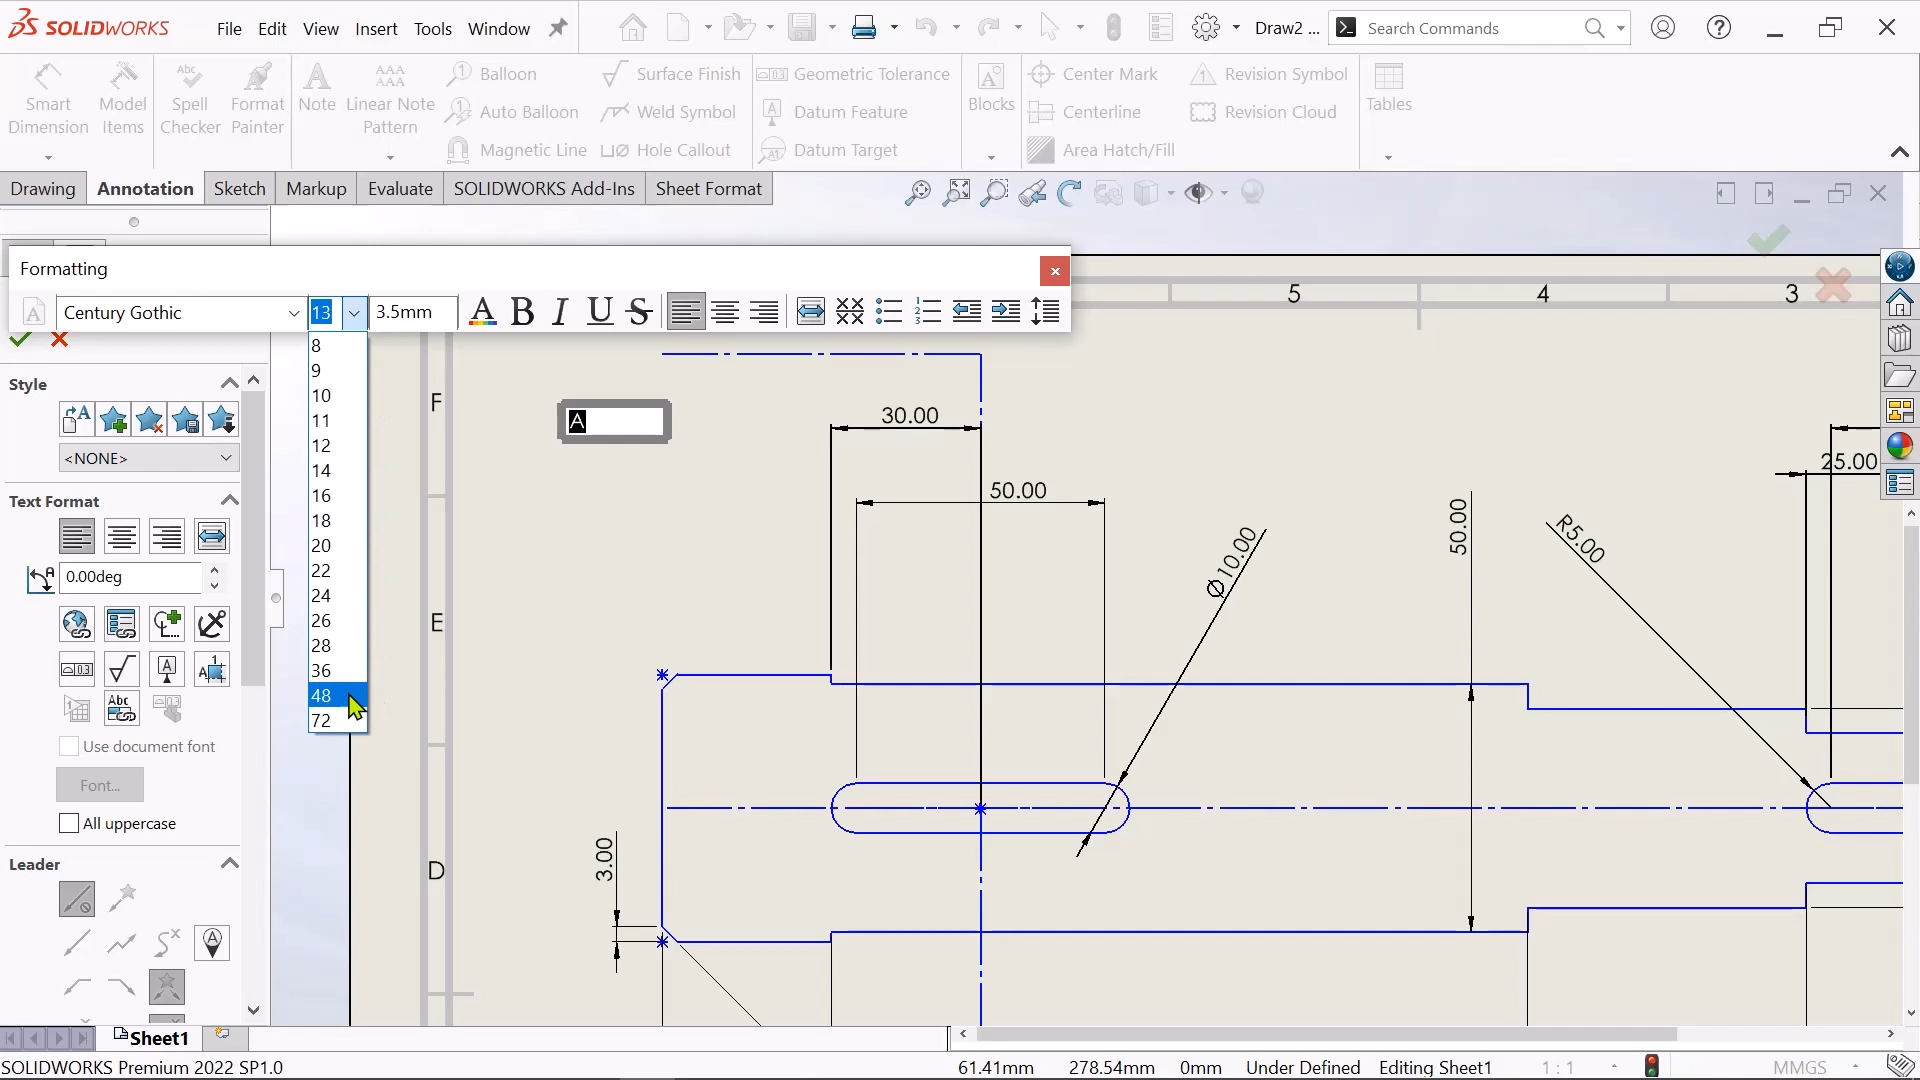 SOLIDWORKS File Edit View Insert Tools Window Draw2 ... Search Commands
Smart Dimension
Model Items
Spell Checker
Format Painter
Note
Linear Note Pattern
Balloon
Auto Balloon
Magnetic Line
Surface Finish
Weld Symbol
Hole Callout
Geometric Tolerance
Datum Feature
Datum Target
Blocks
Center Mark
Centerline
Area Hatch/Fill
Revision Symbol
Revision Cloud
Tables
Drawing Annotation Sketch Markup Evaluate SOLIDWORKS Add-Ins Sheet Format
Formatting
Century Gothic 13 3.5mm
8
9
10
11
12
14
16
18
20
22
24
26
28
36
48
72
Style
<NONE>
Text Format
0.00deg
Use document font
Font...
All uppercase
Leader
5 4 3
F
E
D
A
30.00
50.00
Ø10.00
50.00
R5.00
25.00
3.00
Sheet1
SOLIDWORKS Premium 2022 SP1.0 61.41mm 278.54mm 0mm Under Defined Editing Sheet1 1 : 1 MMGS